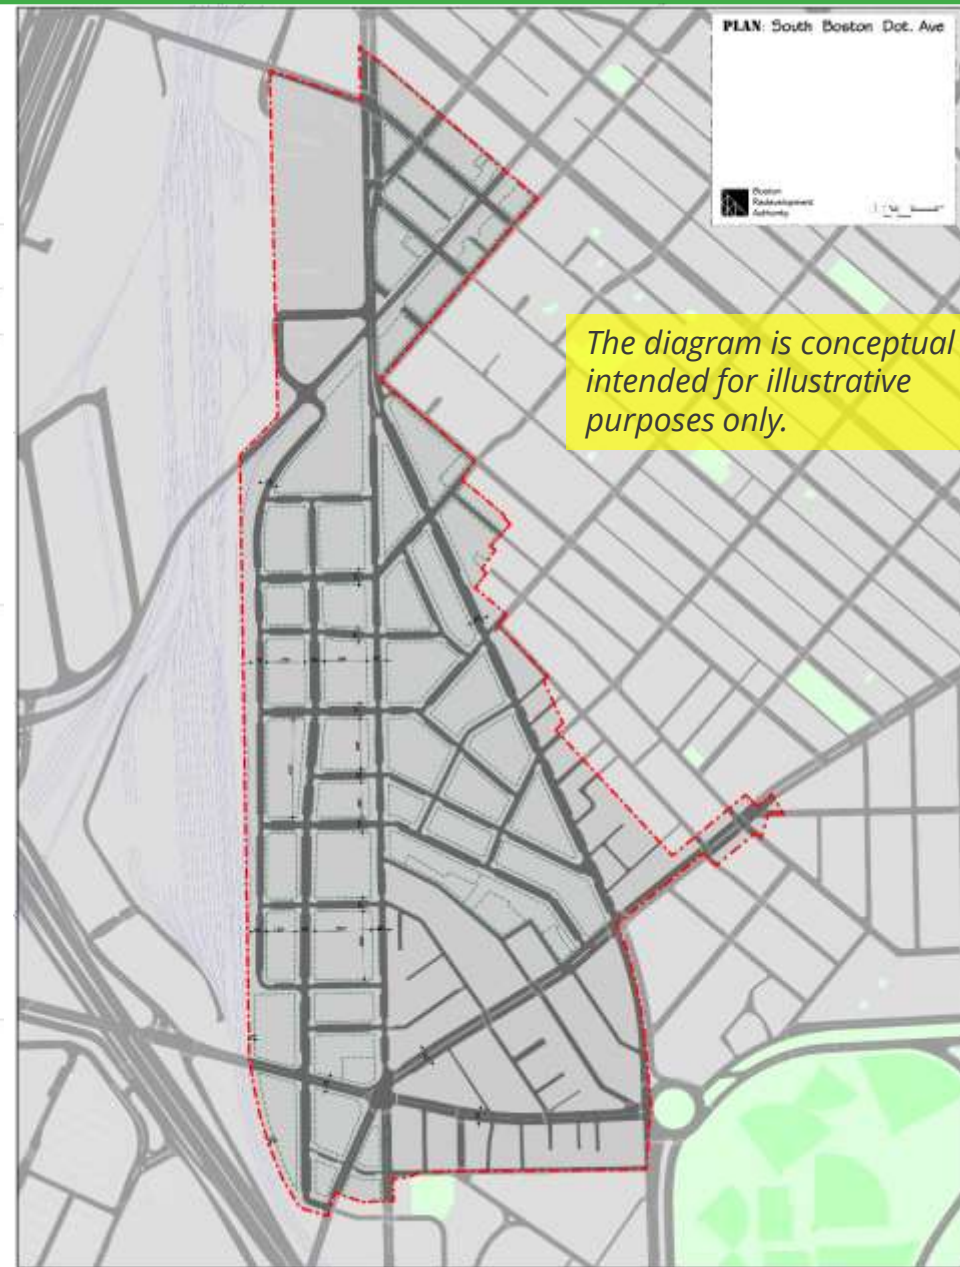 PLAN: South Boston Dot. Ave
Boston
Redevelopment
Authority
The diagram is conceptual
intended for illustrative
purposes only.